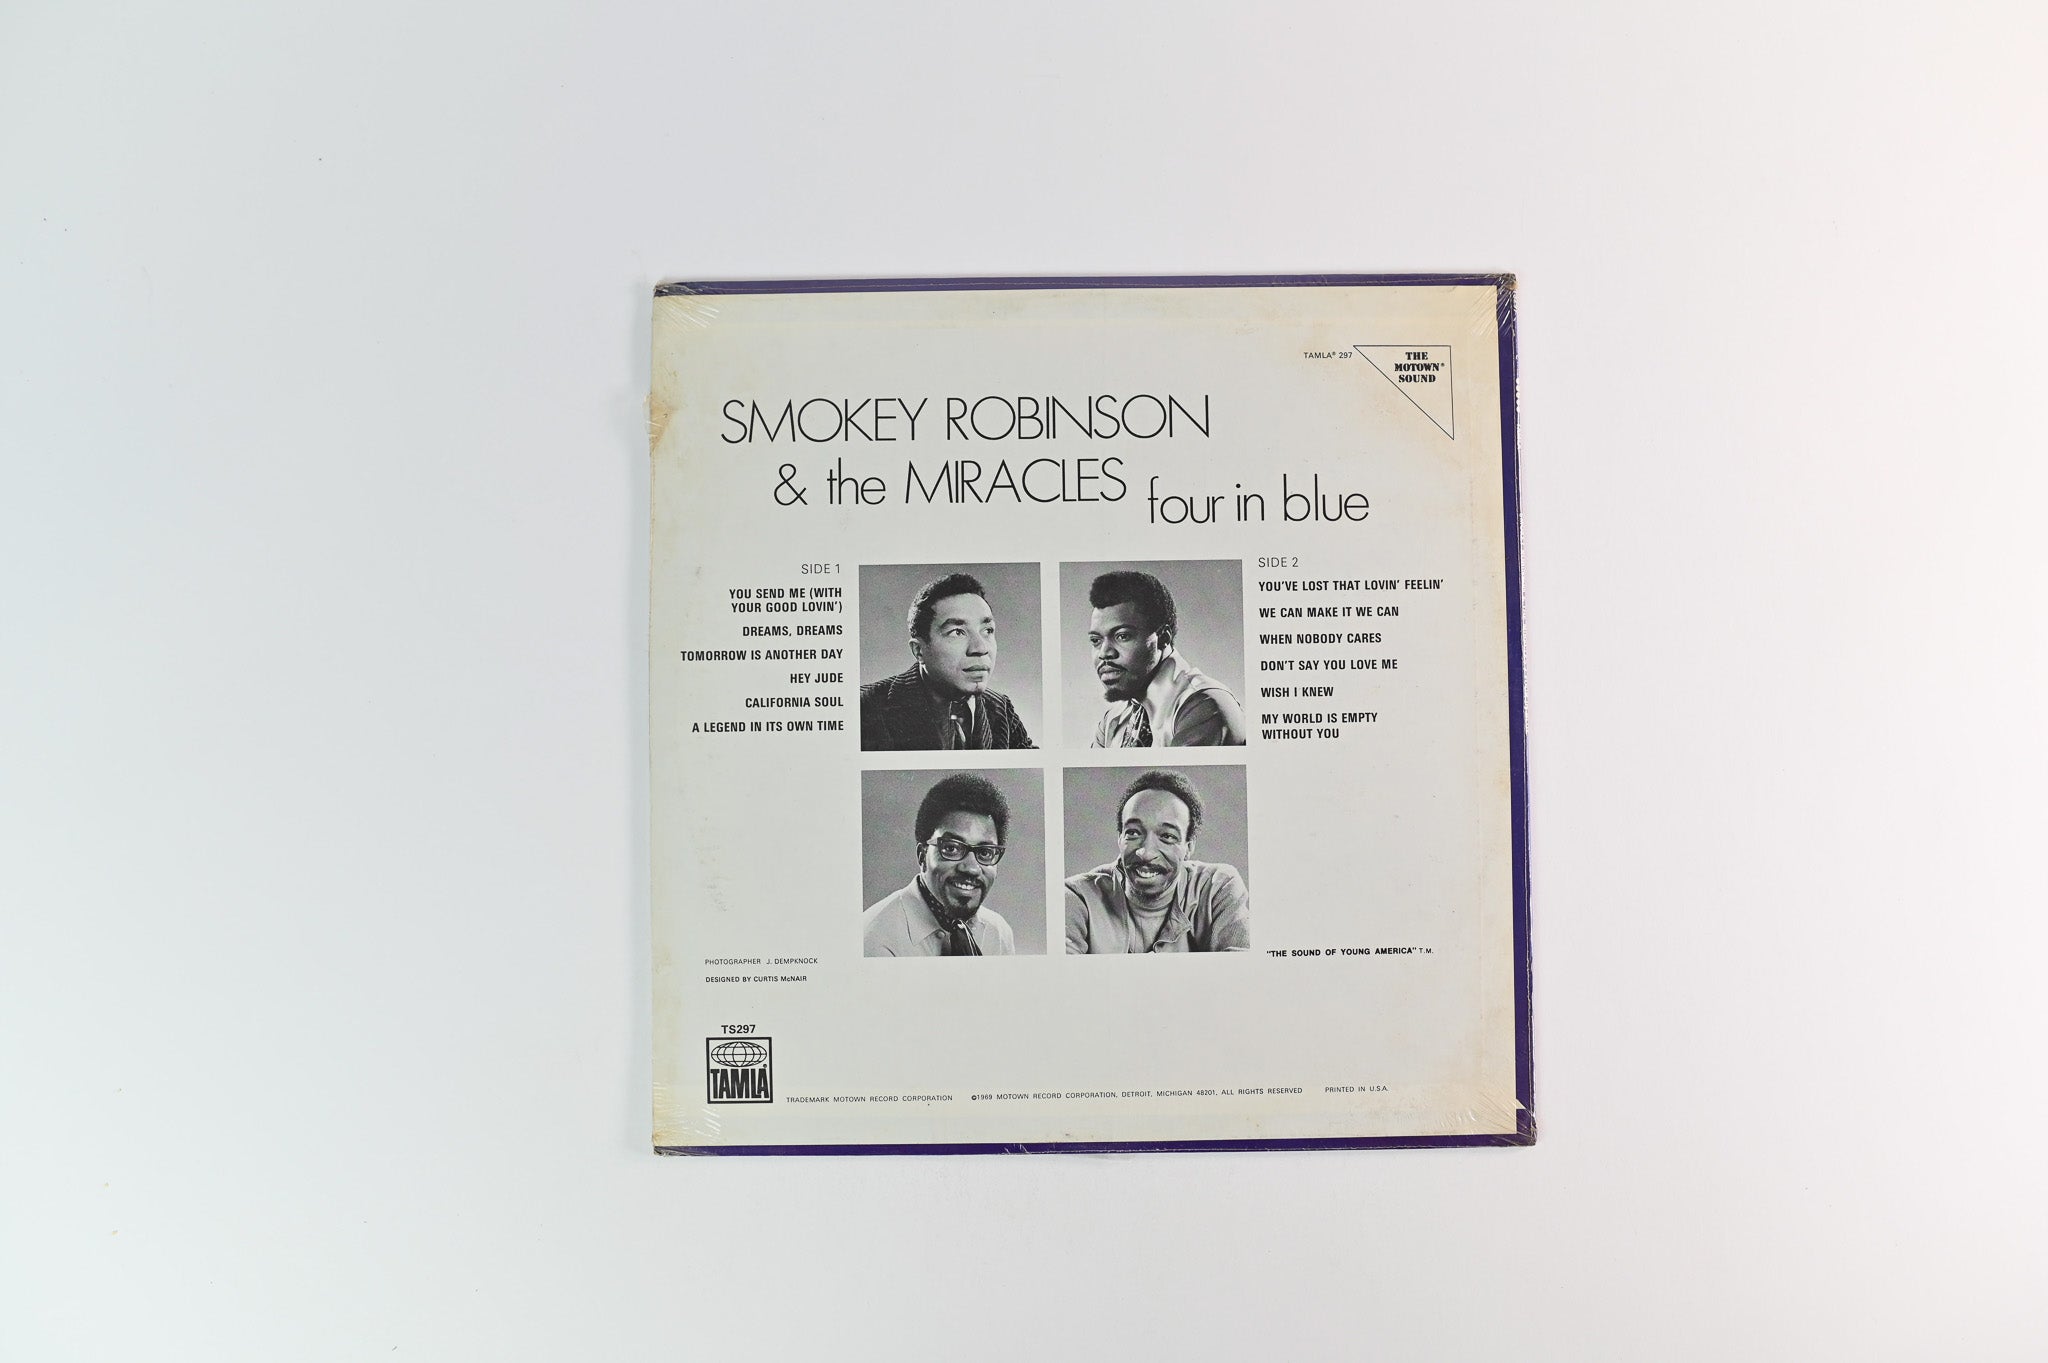 TAMLA® 297
THE
MOTOWN®
SOUND
SMOKEY ROBINSON
& the MIRACLES four in blue
SIDE 1
YOU SEND ME (WITH
YOUR GOOD LOVIN')
DREAMS, DREAMS
TOMORROW IS ANOTHER DAY
HEY JUDE
CALIFORNIA SOUL
A LEGEND IN ITS OWN TIME
SIDE 2
YOU'VE LOST THAT LOVIN' FEELIN'
WE CAN MAKE IT WE CAN
WHEN NOBODY CARES
DON'T SAY YOU LOVE ME
WISH I KNEW
MY WORLD IS EMPTY
WITHOUT YOU
PHOTOGRAPHER J. DEMPKNOCK
DESIGNED BY CURTIS McNAIR
"THE SOUND OF YOUNG AMERICA" T.M.
TS297
TAMLA®
TRADEMARK MOTOWN RECORD CORPORATION ©1969 MOTOWN RECORD CORPORATION, DETROIT, MICHIGAN 48201, ALL RIGHTS RESERVED PRINTED IN U.S.A.